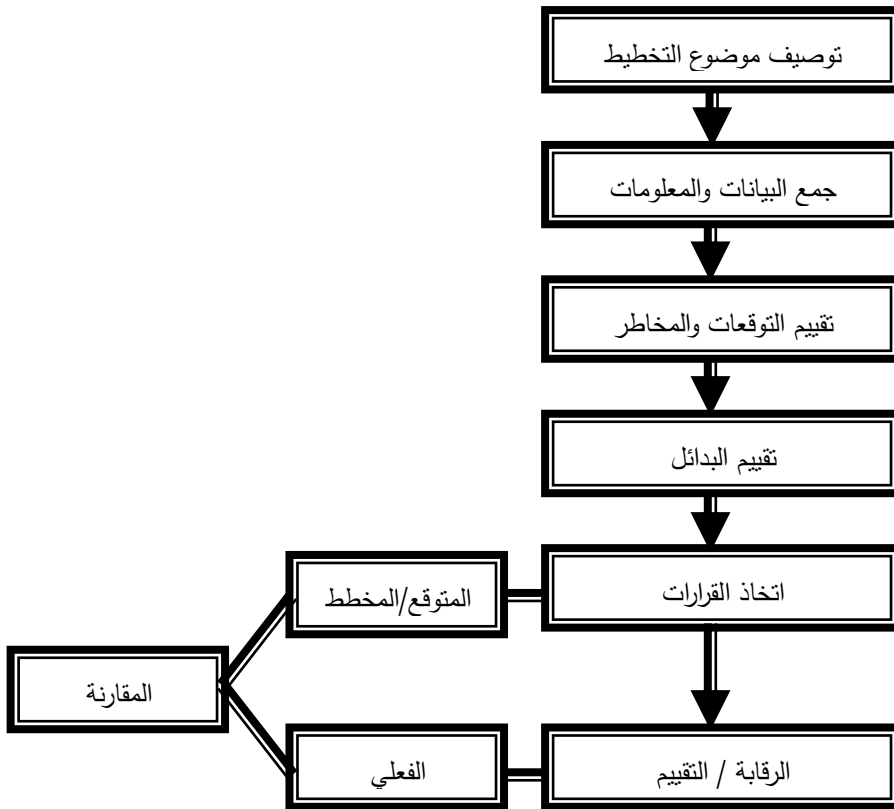 توصيف موضوع التخطيط
جمع البيانات والمعلومات
تقييم التوقعات والمخاطر
تقييم البدائل
اتخاذ القرارات
المتوقع/المخطط
المقارنة
الرقابة / التقييم
الفعلي